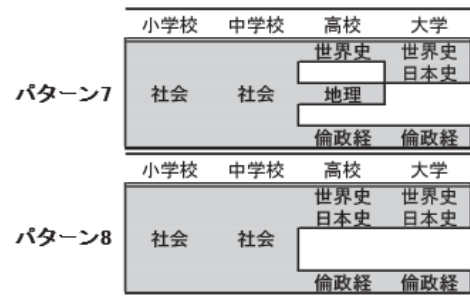 小学校 中学校 高校 大学
世界史 世界史
日本史
パターン7 社会 社会 地理
倫政経 倫政経
小学校 中学校 高校 大学
世界史 世界史
日本史 日本史
パターン8 社会 社会
倫政経 倫政経